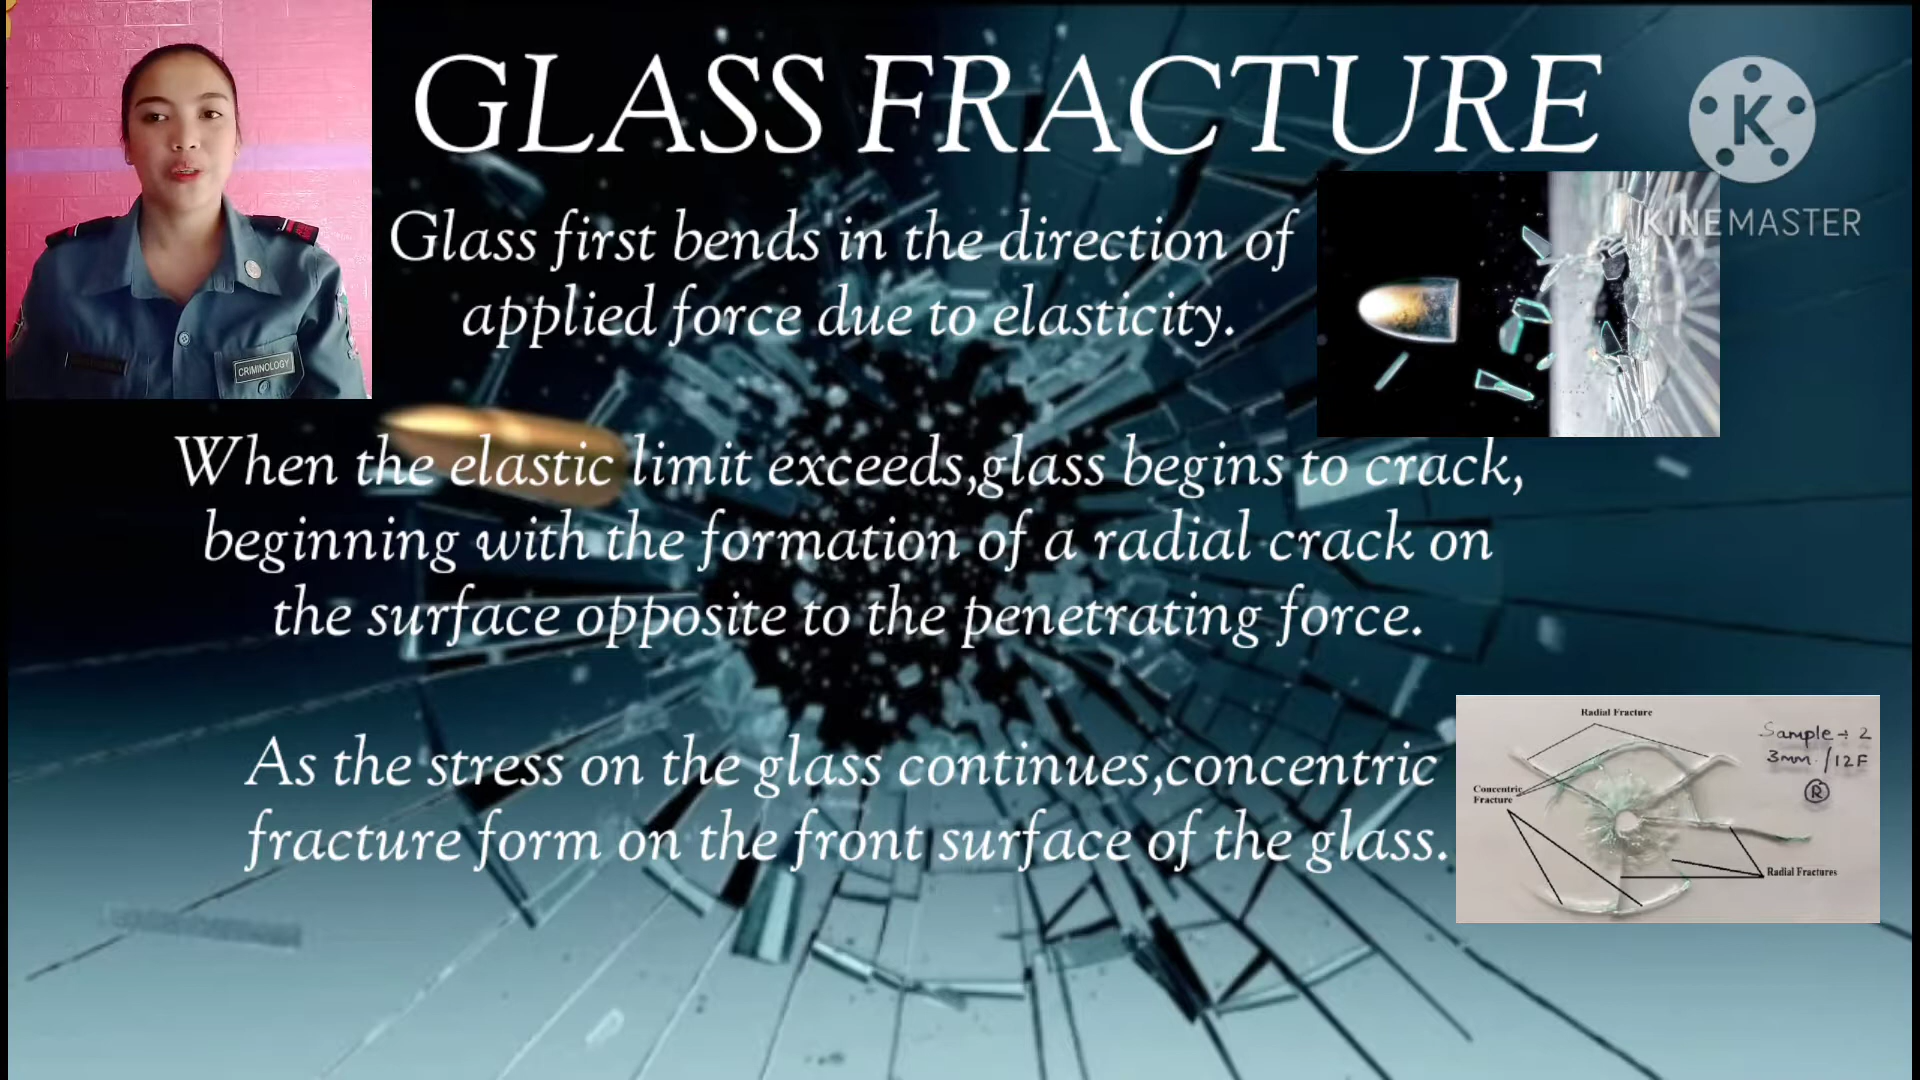 GLASS FRACTURE
K
KINEMASTER
Glass first bends in the direction of
applied force due to elasticity.
CRIMINOLOGY
When the elastic limit exceeds,glass begins to crack,
beginning with the formation of a radial crack on
the surface opposite to the penetrating force.
As the stress on the glass continues,concentric
fracture form on the front surface of the glass.
Radial Fracture
Sample ÷ 2
3mm. / 12F
R
Concentric
Fracture
Radial Fractures